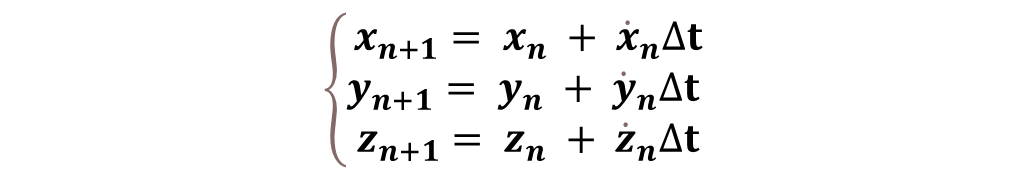 xₙ₊₁ = xₙ + ẋₙΔt
yₙ₊₁ = yₙ + ẏₙΔt
zₙ₊₁ = zₙ + żₙΔt